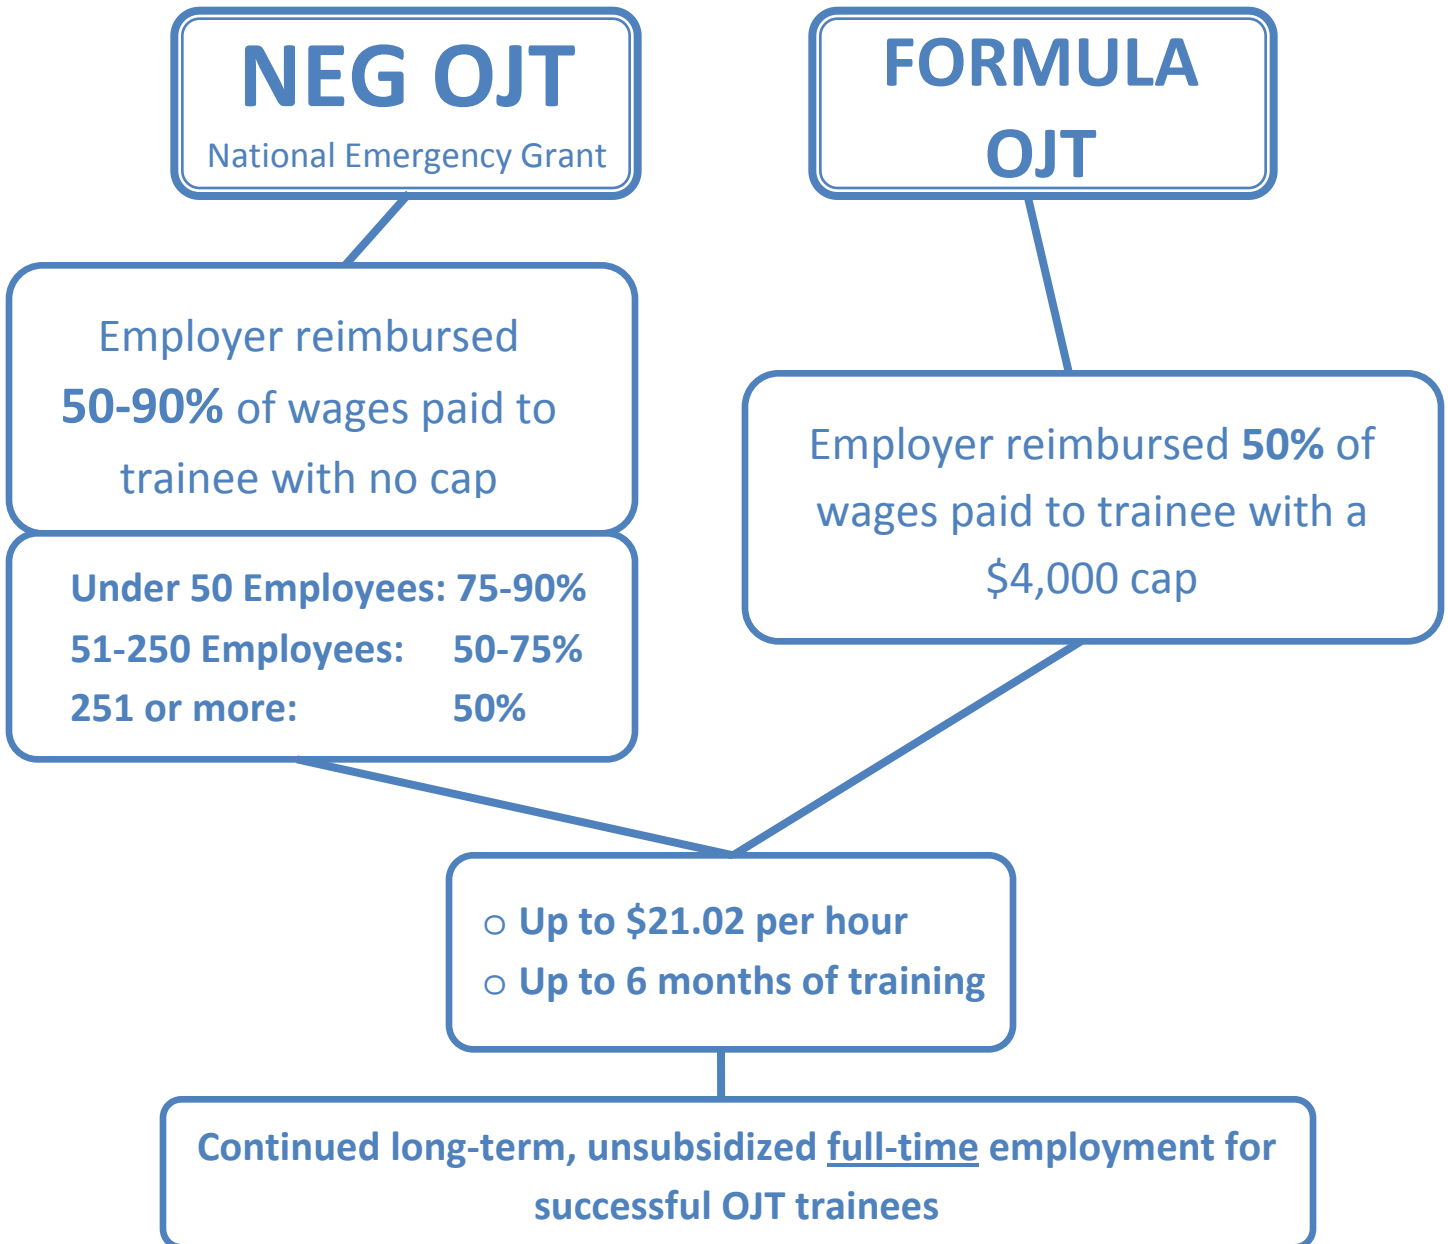 NEG OJT
National Emergency Grant
FORMULA
OJT
Employer reimbursed
50-90% of wages paid to
trainee with no cap
Under 50 Employees: 75-90%
51-250 Employees: 50-75%
251 or more: 50%
Employer reimbursed 50% of
wages paid to trainee with a
$4,000 cap
o Up to $21.02 per hour
o Up to 6 months of training
Continued long-term, unsubsidized full-time employment for
successful OJT trainees